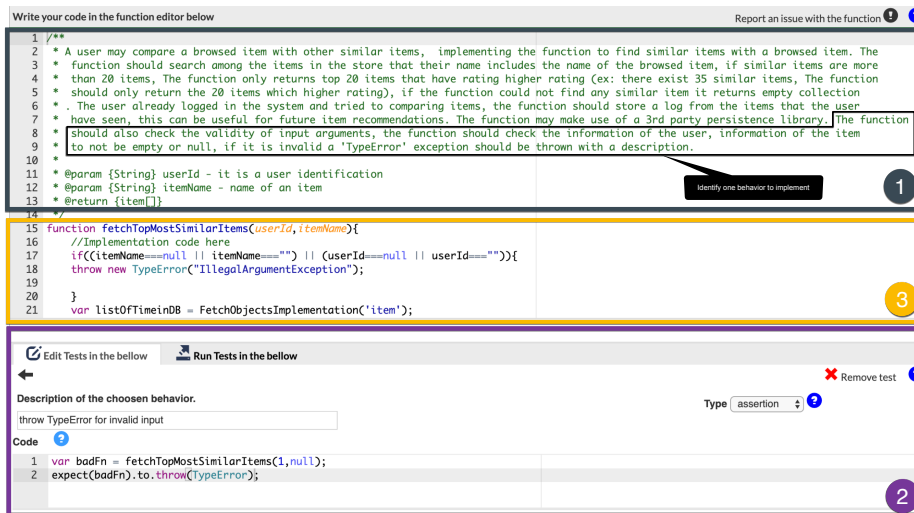 Write your code in the function editor below
Report an issue with the function
1 /**
2 * A user may compare a browsed item with other similar items, implementing the function to find similar items with a browsed item. The
3 * function should search among the items in the store that their name includes the name of the browsed item, if similar items are more
4 * than 20 items, The function only returns top 20 items that have rating higher rating (ex: there exist 35 similar items, The function
5 * should only return the 20 items which higher rating), if the function could not find any similar item it returns empty collection
6 * . The user already logged in the system and tried to comparing items, the function should store a log from the items that the user
7 * have seen, this can be useful for future item recommendations. The function may make use of a 3rd party persistence library. The function
8 * should also check the validity of input arguments, the function should check the information of the user, information of the item
9 * to not be empty or null, if it is invalid a 'TypeError' exception should be thrown with a description.
10 *
11 * @param {String} userId - it is a user identification
12 * @param {String} itemName - name of an item
13 * @return {item[]}
14 */
Identify one behavior to implement
1
15 function fetchTopMostSimilarItems(userId,itemName){
16 //Implementation code here
17 if((itemName===null || itemName==="") || (userId===null || userId==="")){
18 throw new TypeError("IllegalArgumentException");
19
20 }
21 var listOfTimeinDB = FetchObjectsImplementation('item');
3
Edit Tests in the bellow
Run Tests in the bellow
Remove test
Description of the choosen behavior.
Type assertion
throw TypeError for invalid input
Code
1 var badFn = fetchTopMostSimilarItems(1,null);
2 expect(badFn).to.throw(TypeError);
2